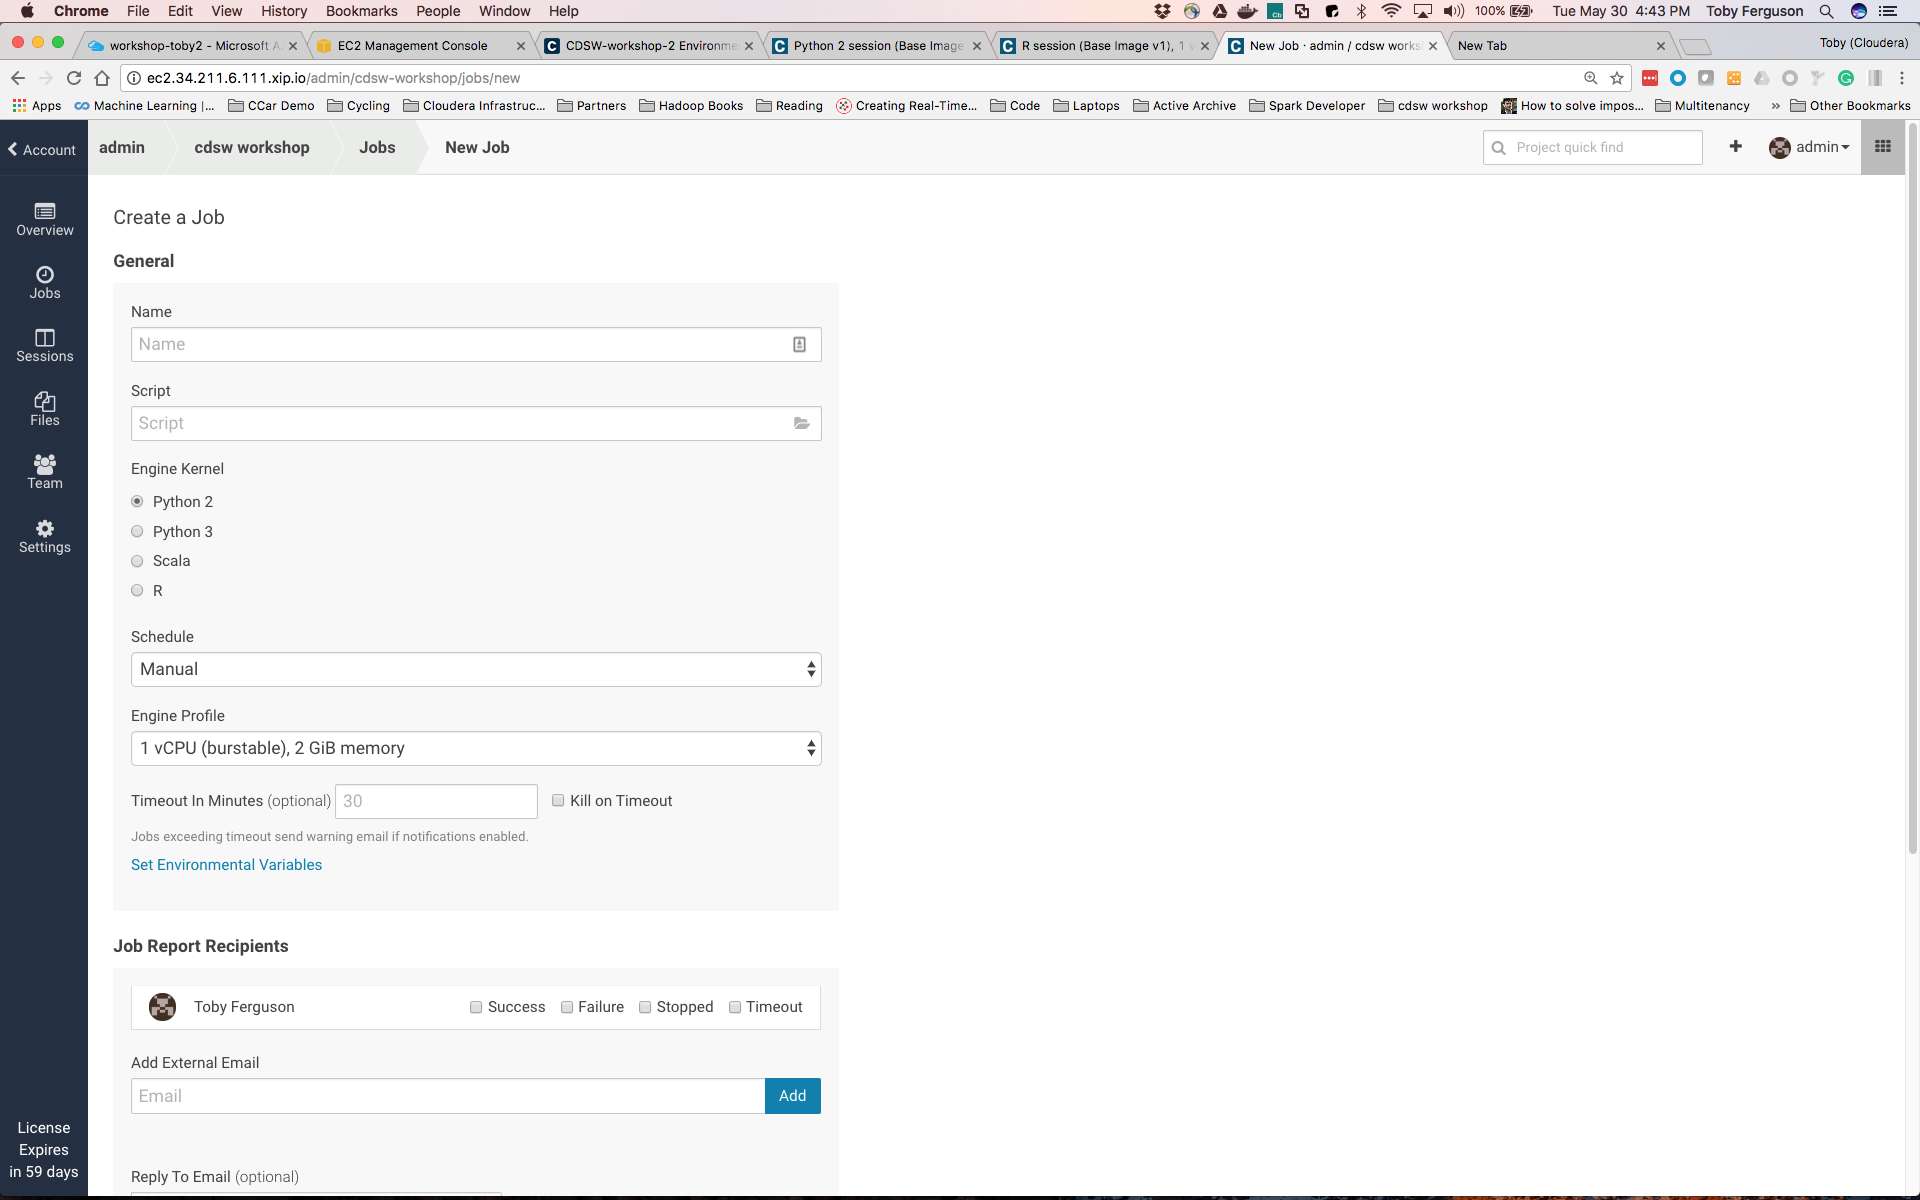 Chrome File Edit View History Bookmarks People Window Help 100% Tue May 30 4:43 PM Toby Ferguson
workshop-toby2 - Microsoft A EC2 Management Console CDSW-workshop-2 Environme Python 2 session (Base Image R session (Base Image v1), 1 v New Job · admin / cdsw works New Tab Toby (Cloudera)
ec2.34.211.6.111.xip.io/admin/cdsw-workshop/jobs/new
Apps Machine Learning |... CCar Demo Cycling Cloudera Infrastruc... Partners Hadoop Books Reading Creating Real-Time... Code Laptops Active Archive Spark Developer cdsw workshop How to solve impos... Multitenancy » Other Bookmarks
Account admin cdsw workshop Jobs New Job Project quick find admin
Overview
Jobs
Sessions
Files
Team
Settings
License
Expires
in 59 days
Create a Job
General
Name
Name
Script
Script
Engine Kernel
Python 2
Python 3
Scala
R
Schedule
Manual
Engine Profile
1 vCPU (burstable), 2 GiB memory
Timeout In Minutes (optional) 30 Kill on Timeout
Jobs exceeding timeout send warning email if notifications enabled.
Set Environmental Variables
Job Report Recipients
Toby Ferguson Success Failure Stopped Timeout
Add External Email
Email Add
Reply To Email (optional)